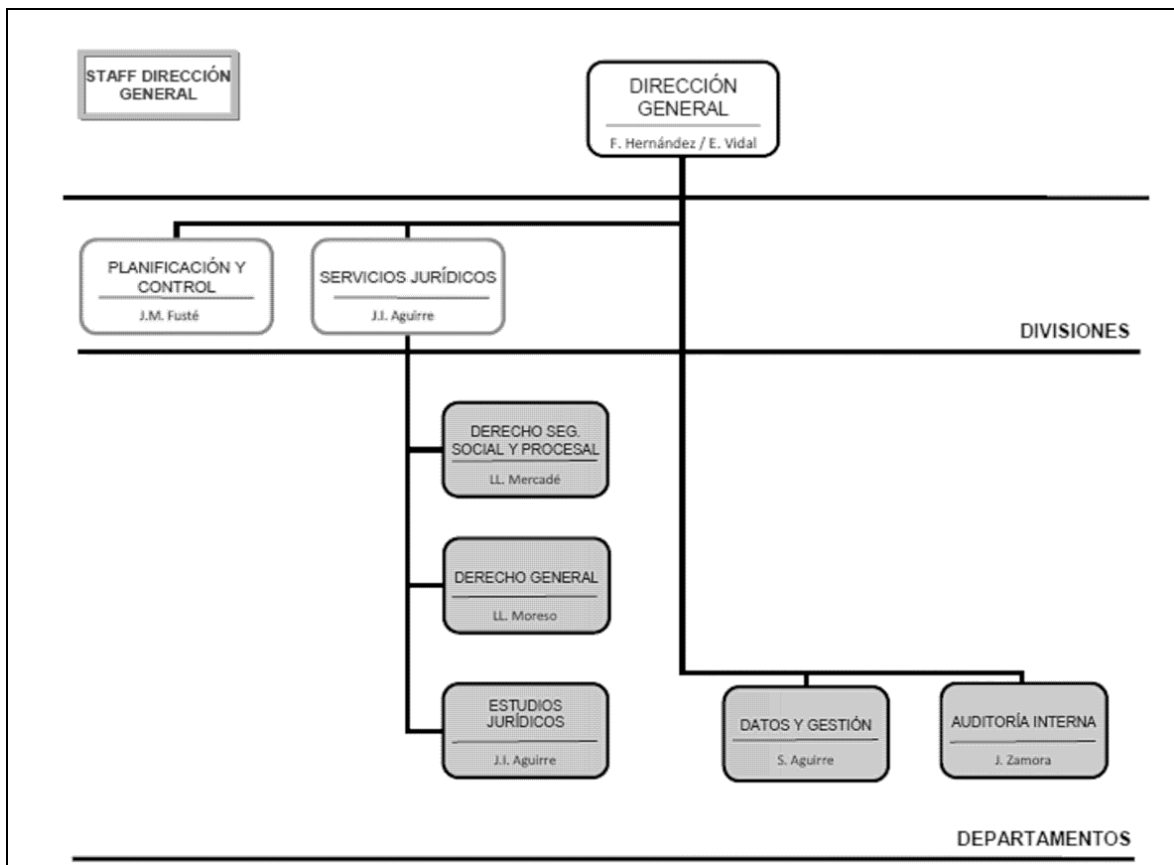 STAFF DIRECCIÓN
GENERAL
DIRECCIÓN
GENERAL
F. Hernández / E. Vidal
PLANIFICACIÓN Y
CONTROL
J.M. Fusté
SERVICIOS JURÍDICOS
J.I. Aguirre
DIVISIONES
DERECHO SEG.
SOCIAL Y PROCESAL
LL. Mercadé
DERECHO GENERAL
LL. Moreso
ESTUDIOS
JURÍDICOS
J.I. Aguirre
DATOS Y GESTIÓN
S. Aguirre
AUDITORÍA INTERNA
J. Zamora
DEPARTAMENTOS